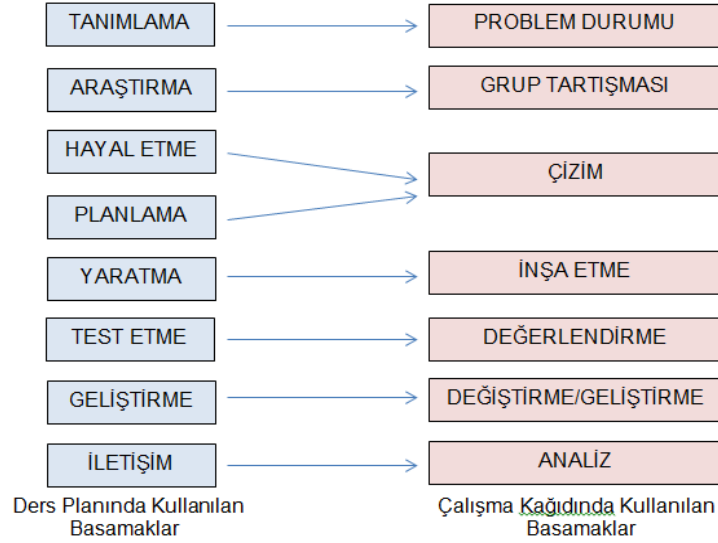 TANIMLAMA
PROBLEM DURUMU
ARAŞTIRMA
GRUP TARTIŞMASI
HAYAL ETME
ÇİZİM
PLANLAMA
YARATMA
İNŞA ETME
TEST ETME
DEĞERLENDİRME
GELİŞTİRME
DEĞİŞTİRME/GELİŞTİRME
İLETİŞİM
ANALİZ
Ders Planında Kullanılan
Basamaklar
Çalışma Kağıdında Kullanılan
Basamaklar